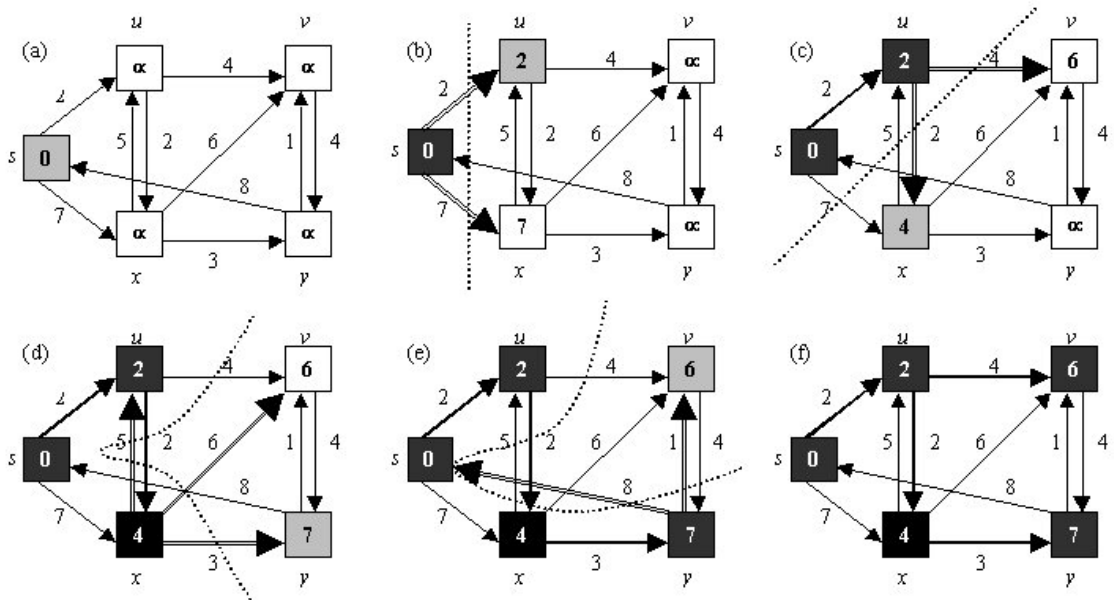 u v
(a) α 4 α
2
s 0 5 2 6 1 4
8
7
α 3 α
x y
u v
(b) 2 4 α
2
s 0 5 2 6 1 4
8
7
7 3 α
x y
u v
(c) 2 4 6
2
s 0 5 2 6 1 4
8
7
4 3 α
x y
u v
(d) 2 4 6
2
s 0 5 2 6 1 4
8
7
4 3 7
x y
u v
(e) 2 4 6
2
s 0 5 2 6 1 4
8
7
4 3 7
x y
u v
(f) 2 4 6
2
s 0 5 2 6 1 4
8
7
4 3 7
x y